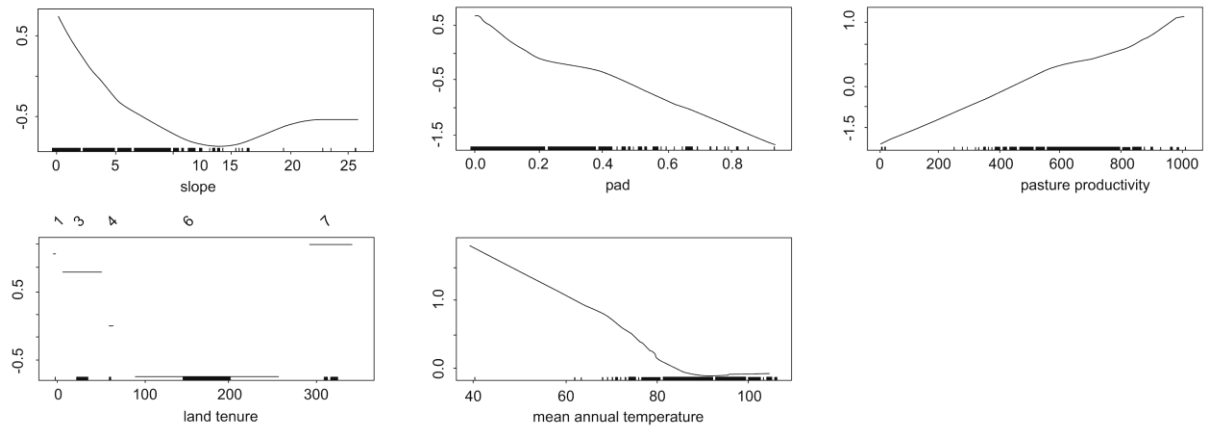 0.5
-0.5
0 5 10 15 20 25
slope
0.5
-0.5
-1.5
0.0 0.2 0.4 0.6 0.8
pad
1.0
0.0
-1.5
0 200 400 600 800 1000
pasture productivity
1 3 4 6 7
0.5
-0.5
0 100 200 300
land tenure
1.0
0.0
40 60 80 100
mean annual temperature